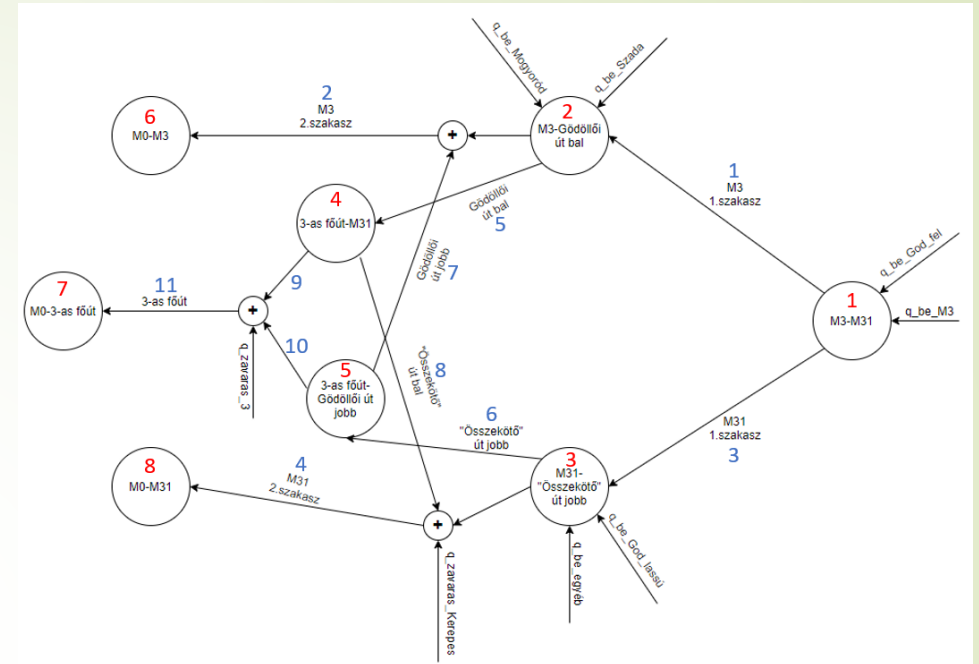 q_be_Mogyoród
q_be_Szada
2
M3
2.szakasz
6
M0-M3
+
2
M3-Gödöllői
út bal
1
M3
1.szakasz
4
3-as főút-M31
Gödöllői
út bal
5
q_be_God_fel
Gödöllői
út jobb
7
7
M0-3-as főút
11
3-as főút
9
+
1
M3-M31
q_be_M3
10
q_zavaras_3
5
3-as főút-
Gödöllői út
jobb
"Összekötő"
út bal
8
6
"Összekötő"
út jobb
M31
1.szakasz
3
8
M0-M31
4
M31
2.szakasz
3
M31-
"Összekötő"
út jobb
+
q_be_God_lassú
q_be_egyéb
q_zavaras_Kerepes